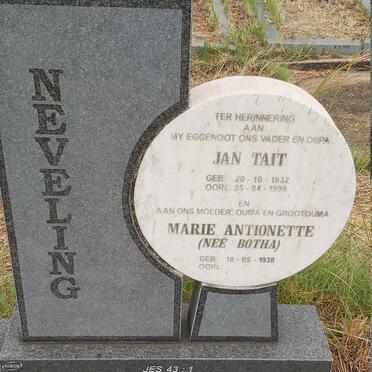 NEVELING
TER HERINNERING
AAN
MY EGGENOOT ONS VADER EN OUPA
JAN TAIT
GEB: 20-10-1932
OORL: 25-04-1999
EN
AAN ONS MOEDER, OUMA EN GROOTOUMA
MARIE ANTIONETTE
(NEÉ BOTHA)
GEB: 10-05-1938
OORL:
JES 43:1